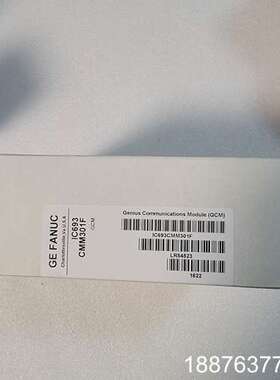 GE FANUC
Charlottesville, Va U.S.A
IC693
CMM301F
GCM
Genius Communications Module (GCM)
IC693CMM301F
LR84823
1622
18876377